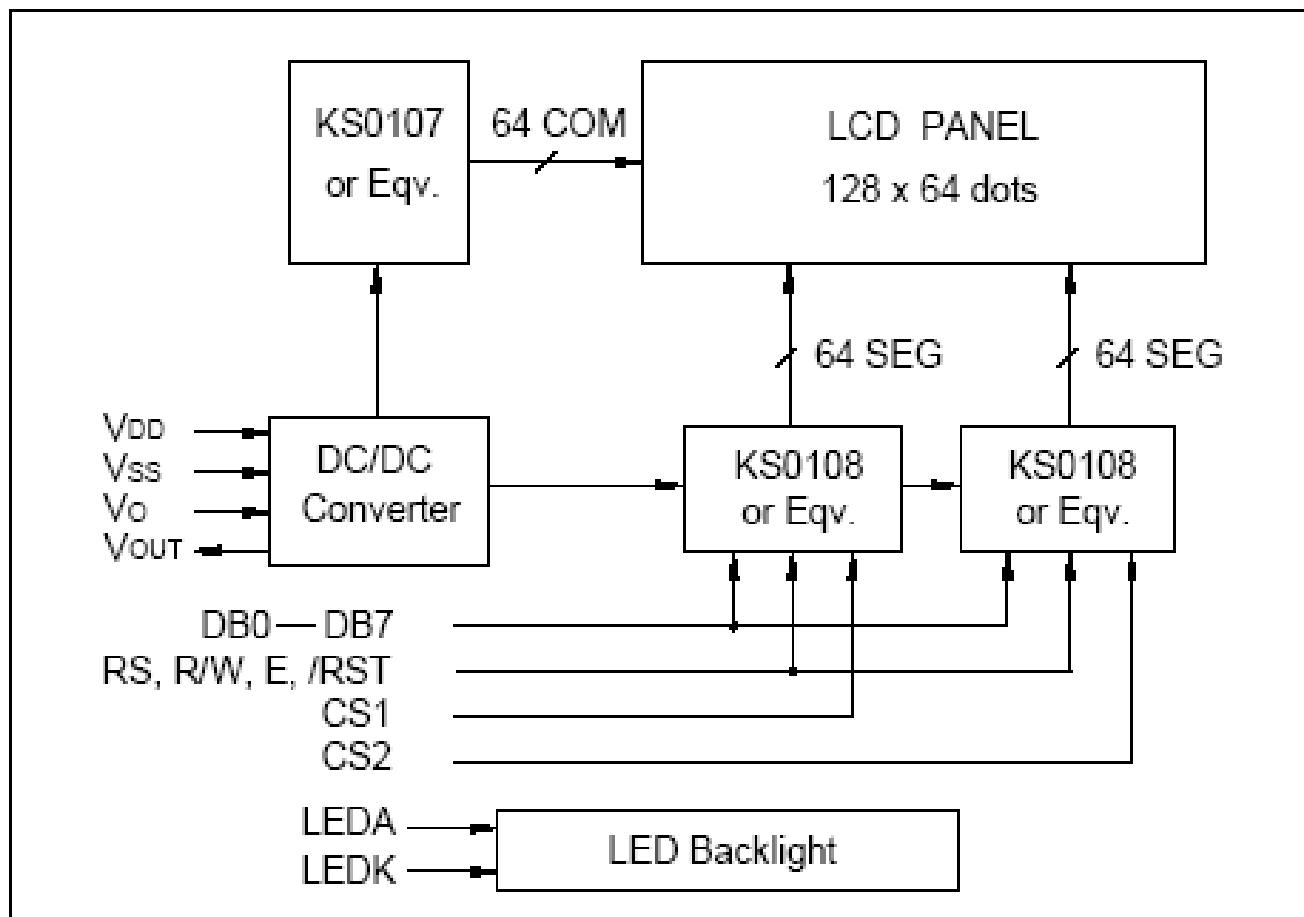 KS0107
or Eqv.
64 COM
LCD PANEL
128 x 64 dots
64 SEG
64 SEG
VDD
VSS
VO
VOUT
DC/DC
Converter
KS0108
or Eqv.
KS0108
or Eqv.
DB0 — DB7
RS, R/W, E, /RST
CS1
CS2
LEDA
LEDK
LED Backlight